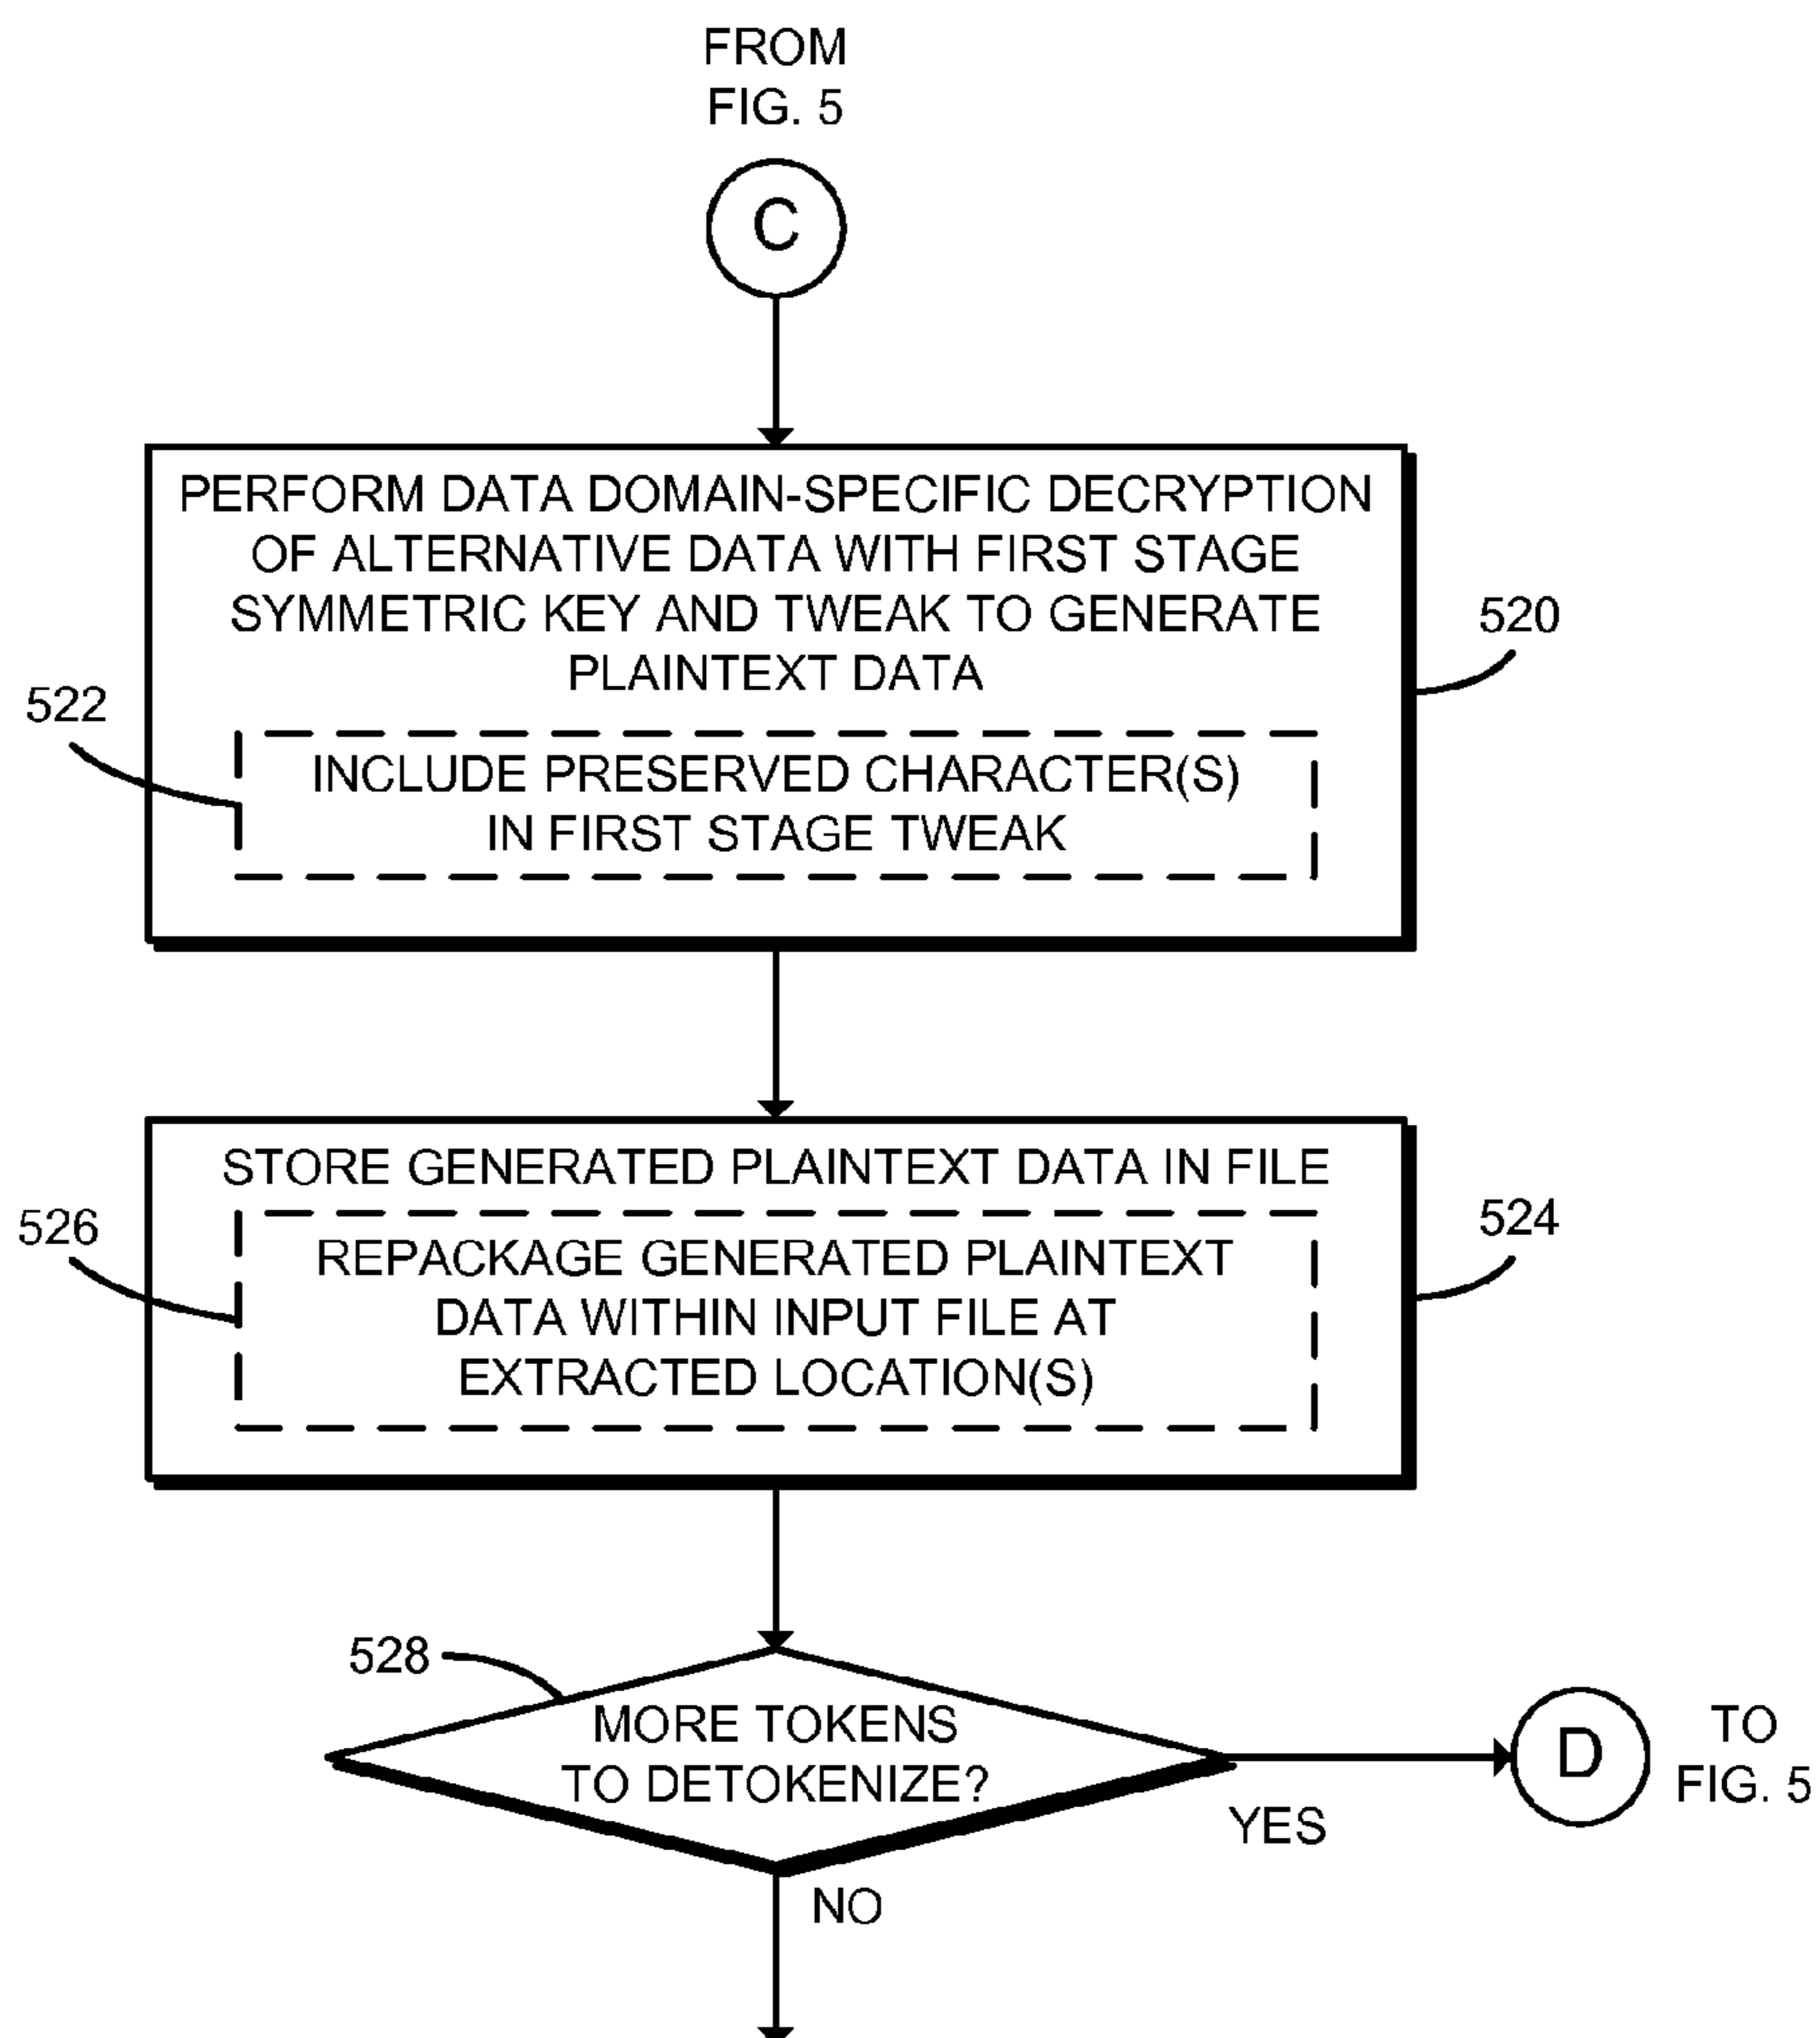 FROM
FIG. 5
C
PERFORM DATA DOMAIN-SPECIFIC DECRYPTION
OF ALTERNATIVE DATA WITH FIRST STAGE
SYMMETRIC KEY AND TWEAK TO GENERATE
PLAINTEXT DATA
520
522
INCLUDE PRESERVED CHARACTER(S)
IN FIRST STAGE TWEAK
STORE GENERATED PLAINTEXT DATA IN FILE
524
526
REPACKAGE GENERATED PLAINTEXT
DATA WITHIN INPUT FILE AT
EXTRACTED LOCATION(S)
528
MORE TOKENS
TO DETOKENIZE?
YES
D
TO
FIG. 5
NO